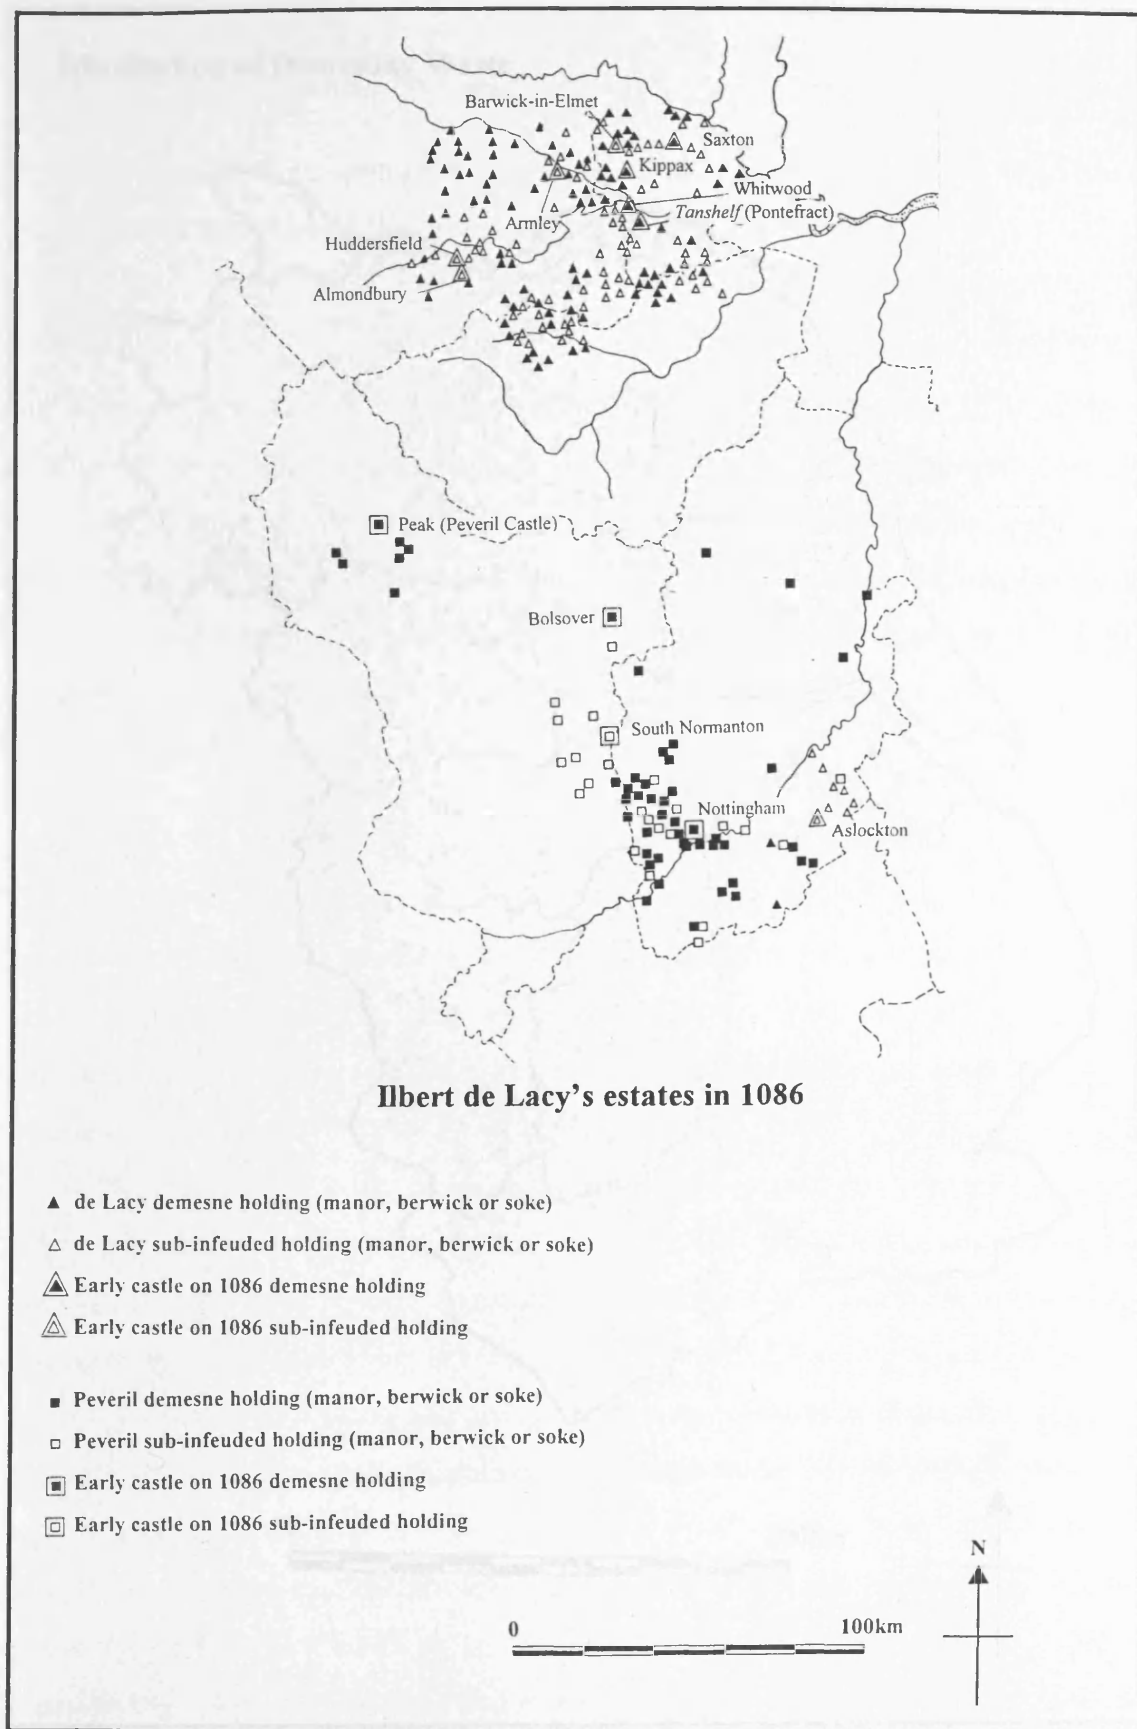 Barwick-in-Elmet
Saxton
Kippax
Whitwood
Tanshelf (Pontefract)
Armley
Huddersfield
Almondbury
Peak (Peveril Castle)
Bolsover
South Normanton
Nottingham
Aslockton
Ilbert de Lacy's estates in 1086
de Lacy demesne holding (manor, berwick or soke)
de Lacy sub-infeuded holding (manor, berwick or soke)
Early castle on 1086 demesne holding
Early castle on 1086 sub-infeuded holding
Peveril demesne holding (manor, berwick or soke)
Peveril sub-infeuded holding (manor, berwick or soke)
Early castle on 1086 demesne holding
Early castle on 1086 sub-infeuded holding
N
0 100km